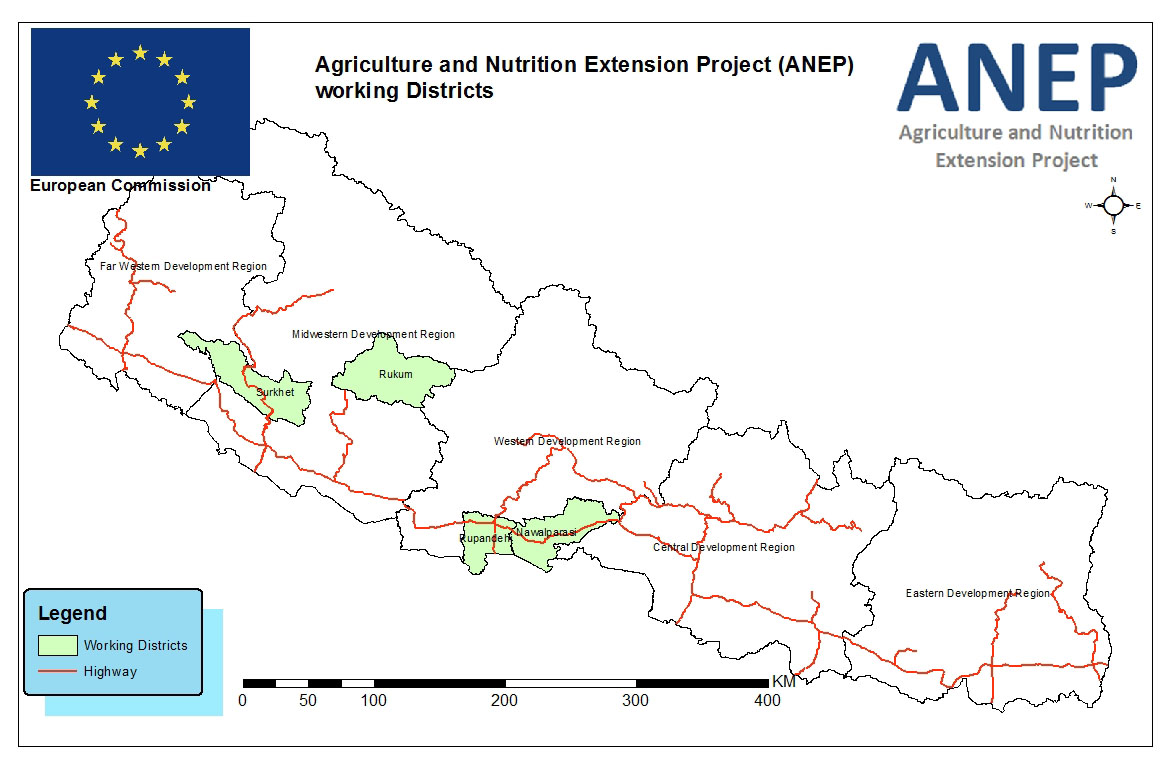 Agriculture and Nutrition Extension Project (ANEP)
working Districts
ANEP
Agriculture and Nutrition
Extension Project
European Commission
N
W E
S
Far Western Development Region
Midwestern Development Region
Rukum
Surkhet
Western Development Region
Rupandehi
Nawalparasi
Central Development Region
Eastern Development Region
Legend
Working Districts
Highway
KM
0 50 100 200 300 400